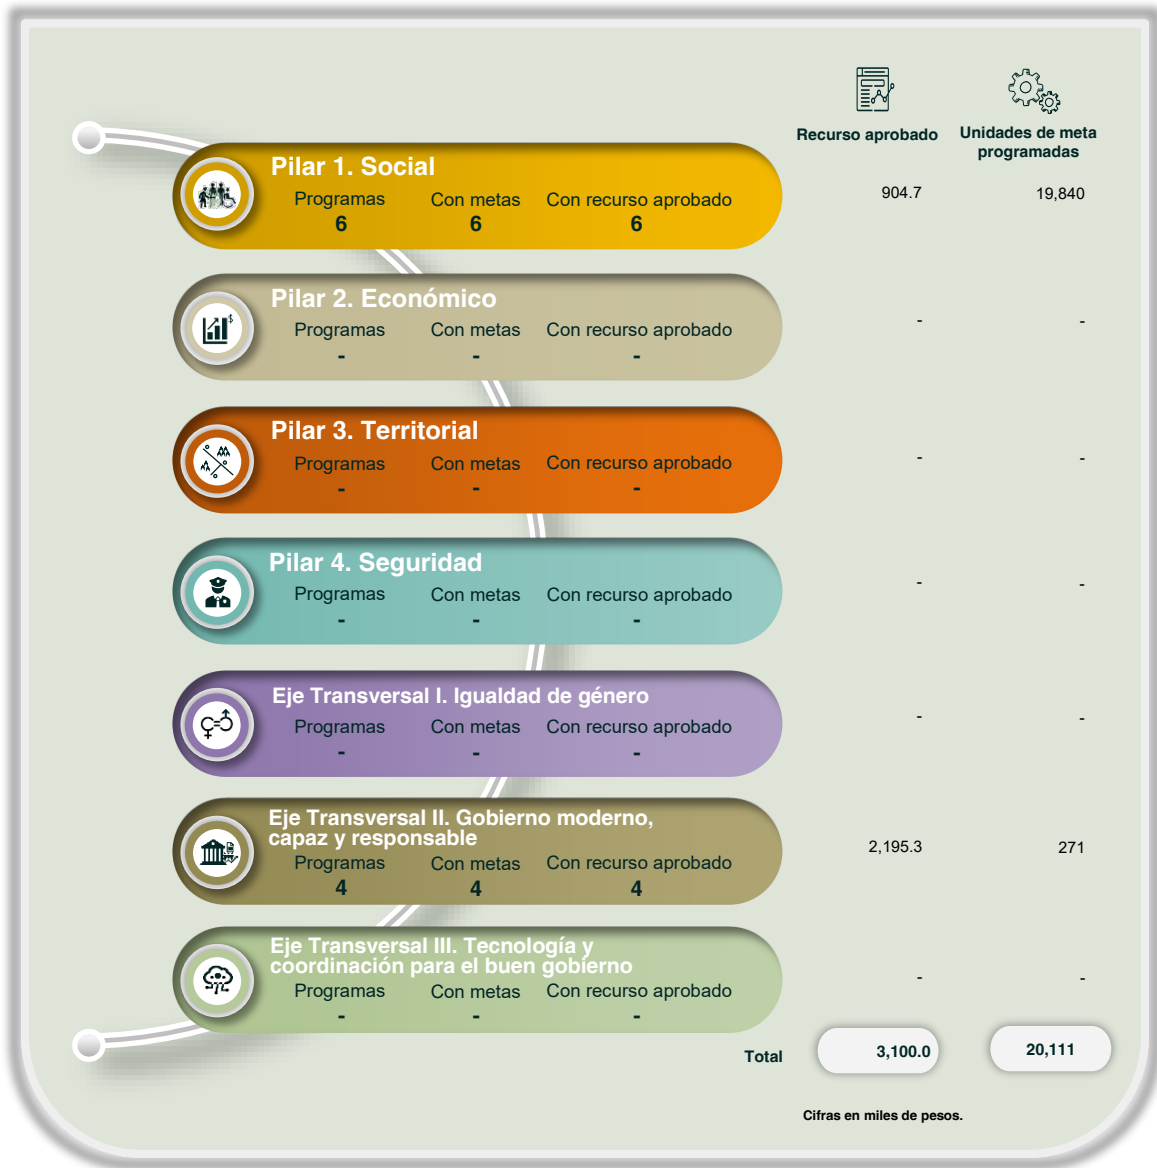 Recurso aprobado
Unidades de meta
programadas
Pilar 1. Social
Programas Con metas Con recurso aprobado
6 6 6
904.7 19,840
Pilar 2. Económico
Programas Con metas Con recurso aprobado
- - -
- -
Pilar 3. Territorial
Programas Con metas Con recurso aprobado
- - -
- -
Pilar 4. Seguridad
Programas Con metas Con recurso aprobado
- - -
- -
Eje Transversal I. Igualdad de género
Programas Con metas Con recurso aprobado
- - -
- -
Eje Transversal II. Gobierno moderno,
capaz y responsable
Programas Con metas Con recurso aprobado
4 4 4
2,195.3 271
Eje Transversal III. Tecnología y
coordinación para el buen gobierno
Programas Con metas Con recurso aprobado
- - -
- -
Total 3,100.0 20,111
Cifras en miles de pesos.